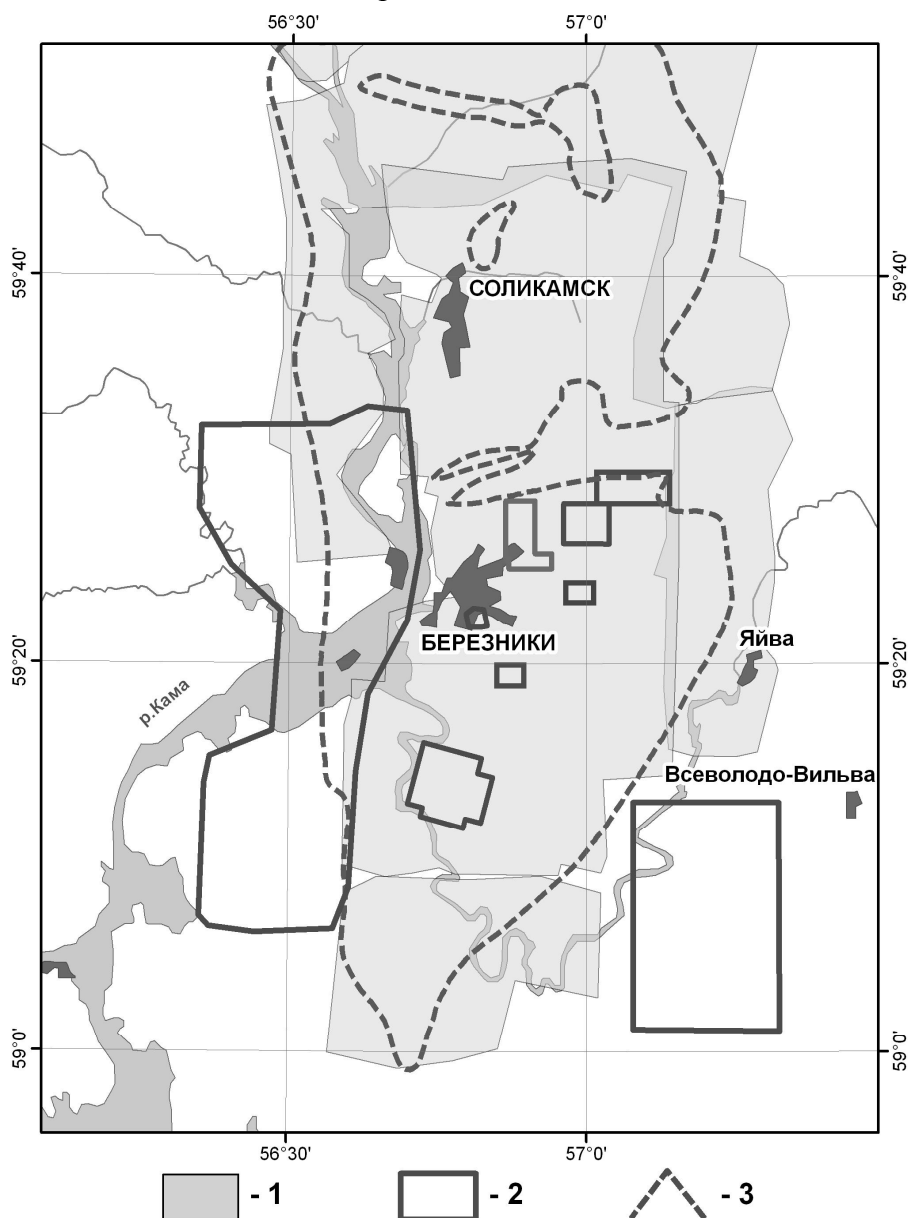 56°30' 57°0'
59°40' 59°40'
СОЛИКАМСК
БЕРЕЗНИКИ
59°20' Яйва 59°20'
р.Кама
Всеволодо-Вильва
59°0' 59°0'
56°30' 57°0'
- 1 - 2 - 3